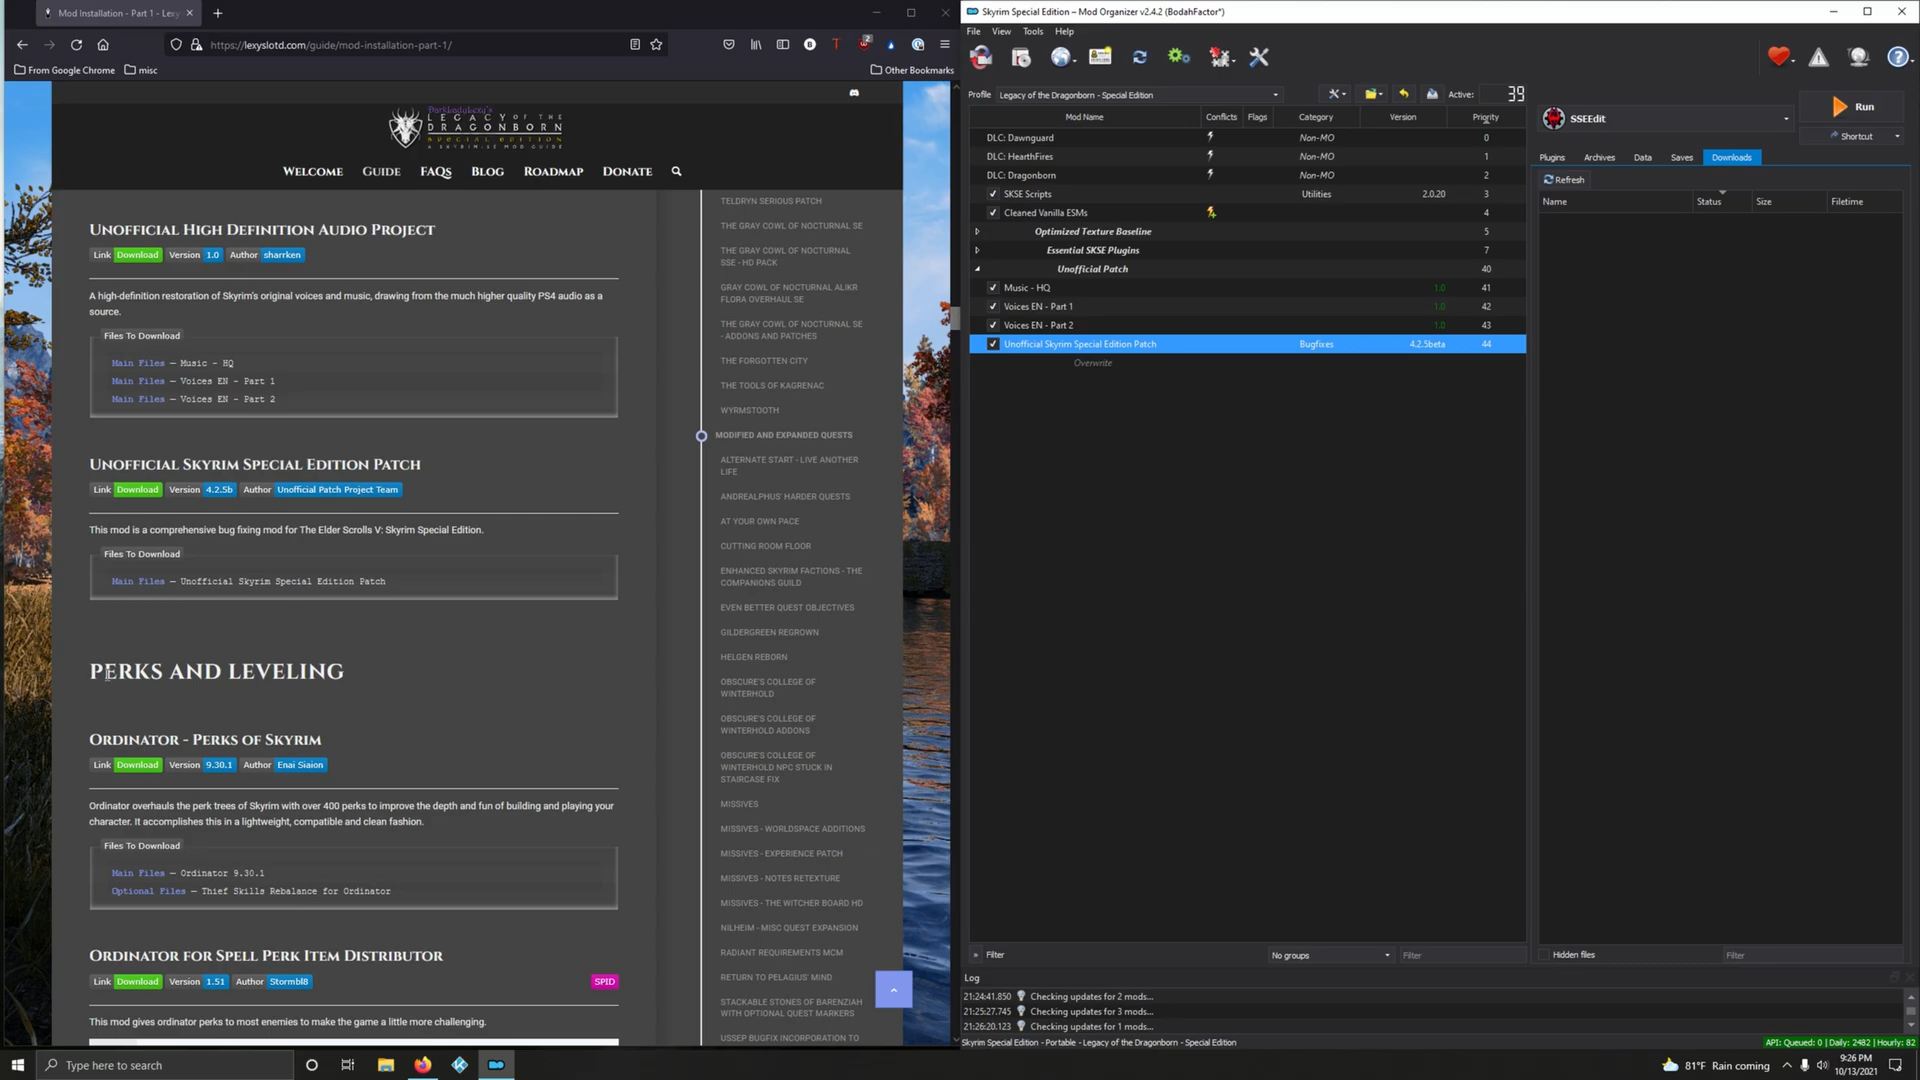 Mod Installation - Part 1 - Lexy
https://lexyslotd.com/guide/mod-installation-part-1/
2
From Google Chrome
misc
Other Bookmarks
DarkladyLexy's
LEGACY OF THE
DRAGONBORN
SPECIAL EDITION
A SKYRIM-LE MOD GUIDE
WELCOME
GUIDE
FAQs
BLOG
ROADMAP
DONATE
UNOFFICIAL HIGH DEFINITION AUDIO PROJECT
Link Download Version 1.0 Author sharrken
A high-definition restoration of Skyrim's original voices and music, drawing from the much higher quality PS4 audio as a
source.
Files To Download
Main Files – Music - HQ
Main Files – Voices EN - Part 1
Main Files – Voices EN - Part 2
UNOFFICIAL SKYRIM SPECIAL EDITION PATCH
Link Download Version 4.2.5b Author Unofficial Patch Project Team
This mod is a comprehensive bug fixing mod for The Elder Scrolls V: Skyrim Special Edition.
Files To Download
Main Files – Unofficial Skyrim Special Edition Patch
PERKS AND LEVELING
ORDINATOR - PERKS OF SKYRIM
Link Download Version 9.30.1 Author Enai Siaion
Ordinator overhauls the perk trees of Skyrim with over 400 perks to improve the depth and fun of building and playing your
character. It accomplishes this in a lightweight, compatible and clean fashion.
Files To Download
Main Files – Ordinator 9.30.1
Optional Files – Thief Skills Rebalance for Ordinator
ORDINATOR FOR SPELL PERK ITEM DISTRIBUTOR
Link Download Version 1.51 Author Stormbl8 SPID
This mod gives ordinator perks to most enemies to make the game a little more challenging.
TELDRYN SERIOUS PATCH
THE GRAY COWL OF NOCTURNAL SE
THE GRAY COWL OF NOCTURNAL
SSE - HD PACK
GRAY COWL OF NOCTURNAL ALIKR
FLORA OVERHAUL SE
THE GRAY COWL OF NOCTURNAL SE
- ADDONS AND PATCHES
THE FORGOTTEN CITY
THE TOOLS OF KAGRENAC
WYRMSTOOTH
MODIFIED AND EXPANDED QUESTS
ALTERNATE START - LIVE ANOTHER
LIFE
ANDREALPHUS' HARDER QUESTS
AT YOUR OWN PACE
CUTTING ROOM FLOOR
ENHANCED SKYRIM FACTIONS - THE
COMPANIONS GUILD
EVEN BETTER QUEST OBJECTIVES
GILDERGREEN REGROWN
HELGEN REBORN
OBSCURE'S COLLEGE OF
WINTERHOLD
OBSCURE'S COLLEGE OF
WINTERHOLD ADDONS
OBSCURE'S COLLEGE OF
WINTERHOLD NPC STUCK IN
STAIRCASE FIX
MISSIVES
MISSIVES - WORLDSPACE ADDITIONS
MISSIVES - EXPERIENCE PATCH
MISSIVES - NOTES RETEXTURE
MISSIVES - THE WITCHER BOARD HD
NILHEIM - MISC QUEST EXPANSION
RADIANT REQUIREMENTS MCM
RETURN TO PELAGIUS' MIND
STACKABLE STONES OF BARENZIAH
WITH OPTIONAL QUEST MARKERS
USSEP BUGFIX INCORPORATION TO
Skyrim Special Edition – Mod Organizer v2.4.2 (BodahFactor*)
File View Tools Help
Profile Legacy of the Dragonborn - Special Edition Active: 39
Mod Name Conflicts Flags Category Version Priority
DLC: Dawnguard Non-MO 0
DLC: HearthFires Non-MO 1
DLC: Dragonborn Non-MO 2
SKSE Scripts Utilities 2.0.20 3
Cleaned Vanilla ESMs 4
Optimized Texture Baseline 5
Essential SKSE Plugins 7
Unofficial Patch 40
Music - HQ 1.0 41
Voices EN - Part 1 1.0 42
Voices EN - Part 2 1.0 43
Unofficial Skyrim Special Edition Patch Bugfixes 4.2.5beta 44
Overwrite
Filter No groups Filter
SSEEdit
Run
Shortcut
Plugins Archives Data Saves Downloads
Refresh
Name Status Size Filetime
Hidden files Filter
Log
21:24:41.850 Checking updates for 2 mods...
21:25:27.745 Checking updates for 3 mods...
21:26:20.123 Checking updates for 1 mods...
Skyrim Special Edition - Portable - Legacy of the Dragonborn - Special Edition
API: Queued: 0 | Daily: 2482 | Hourly: 82
Type here to search
81°F Rain coming
9:26 PM
10/13/2021